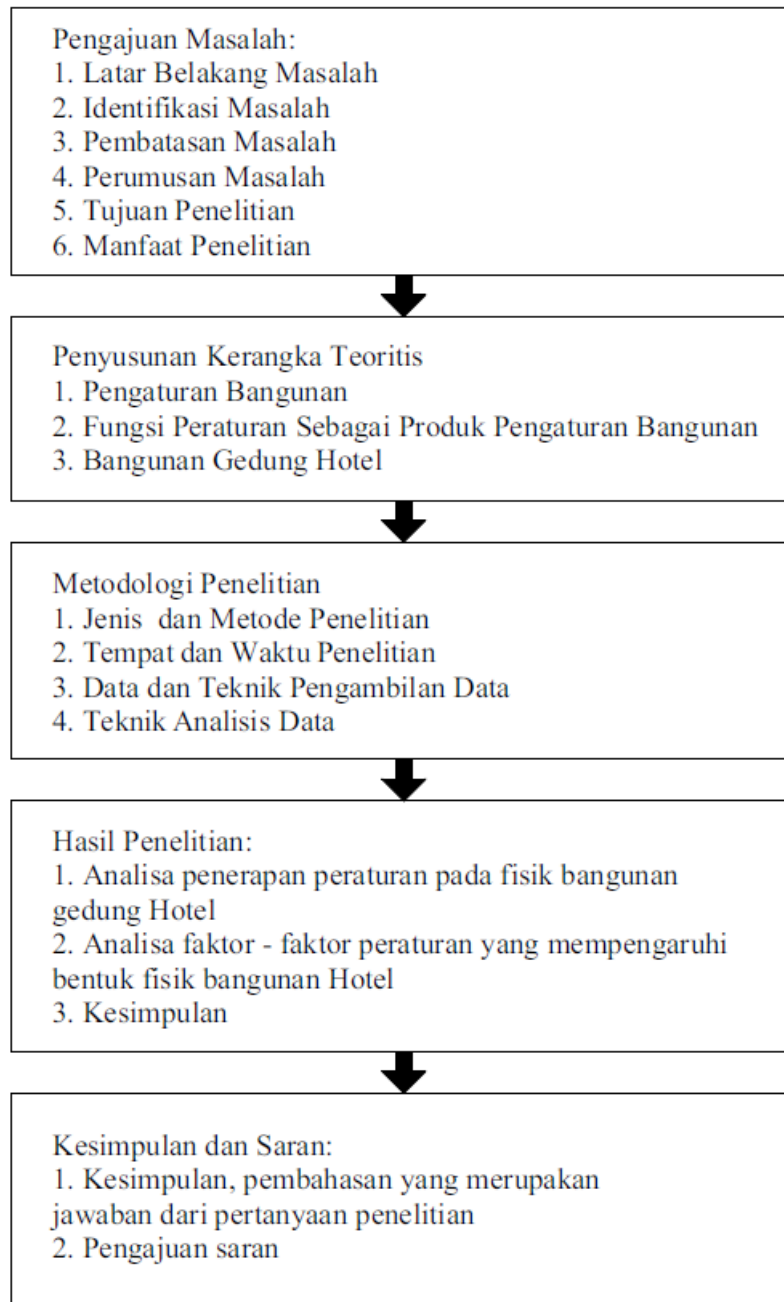 Pengajuan Masalah:
1. Latar Belakang Masalah
2. Identifikasi Masalah
3. Pembatasan Masalah
4. Perumusan Masalah
5. Tujuan Penelitian
6. Manfaat Penelitian
Penyusunan Kerangka Teoritis
1. Pengaturan Bangunan
2. Fungsi Peraturan Sebagai Produk Pengaturan Bangunan
3. Bangunan Gedung Hotel
Metodologi Penelitian
1. Jenis dan Metode Penelitian
2. Tempat dan Waktu Penelitian
3. Data dan Teknik Pengambilan Data
4. Teknik Analisis Data
Hasil Penelitian:
1. Analisa penerapan peraturan pada fisik bangunan
gedung Hotel
2. Analisa faktor - faktor peraturan yang mempengaruhi
bentuk fisik bangunan Hotel
3. Kesimpulan
Kesimpulan dan Saran:
1. Kesimpulan, pembahasan yang merupakan
jawaban dari pertanyaan penelitian
2. Pengajuan saran